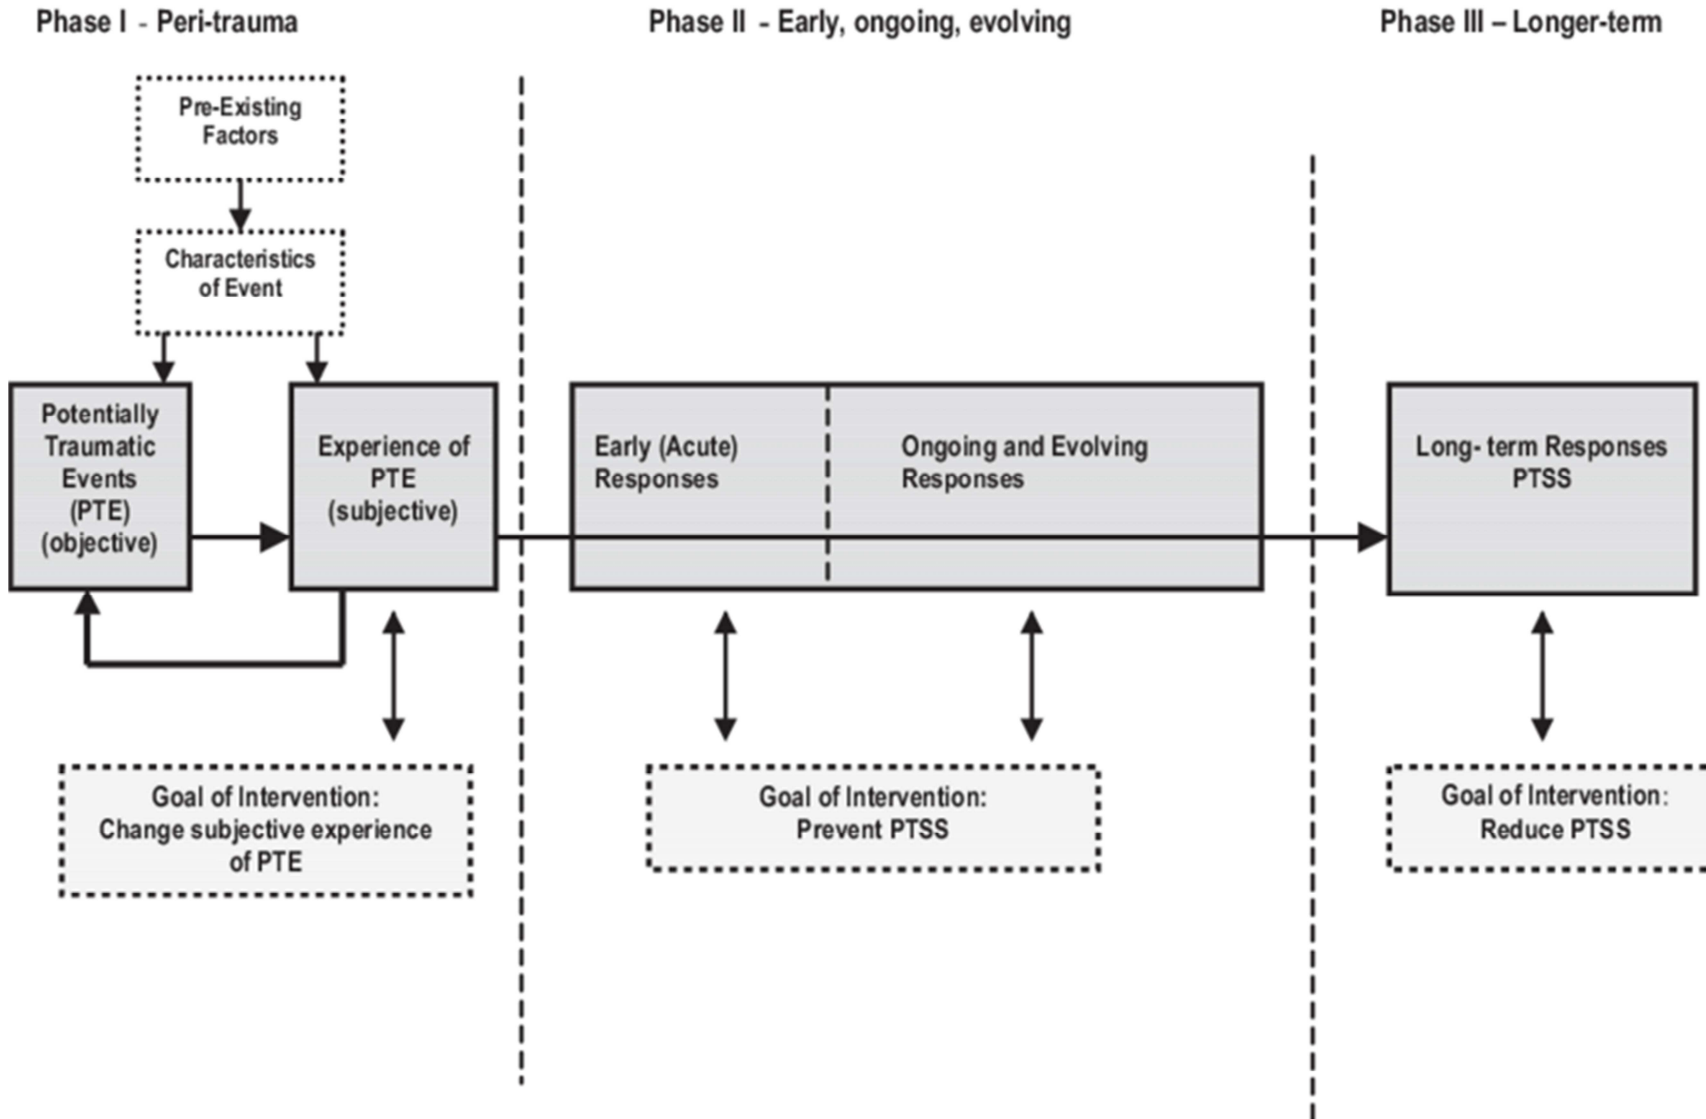 Phase I - Peri-trauma
Phase II - Early, ongoing, evolving
Phase III – Longer-term
Pre-Existing
Factors
Characteristics
of Event
Potentially
Traumatic
Events
(PTE)
(objective)
Experience of
PTE
(subjective)
Early (Acute)
Responses
Ongoing and Evolving
Responses
Long- term Responses
PTSS
Goal of Intervention:
Change subjective experience
of PTE
Goal of Intervention:
Prevent PTSS
Goal of Intervention:
Reduce PTSS